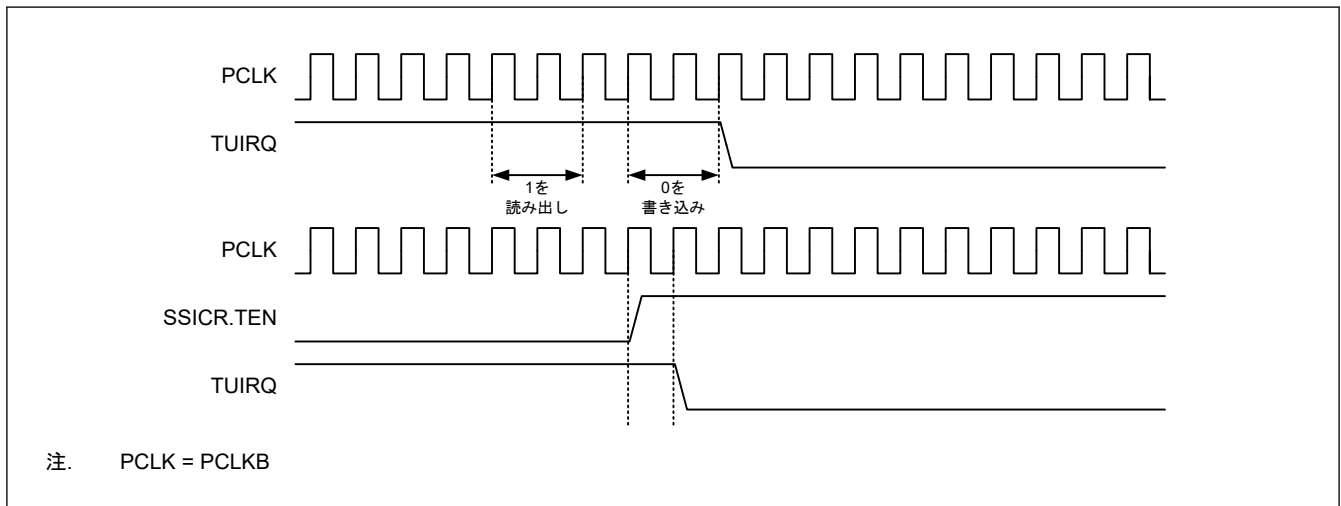 PCLK
TUIRQ
1を
読み出し
0を
書き込み
PCLK
SSICR.TEN
TUIRQ
注. PCLK = PCLKB